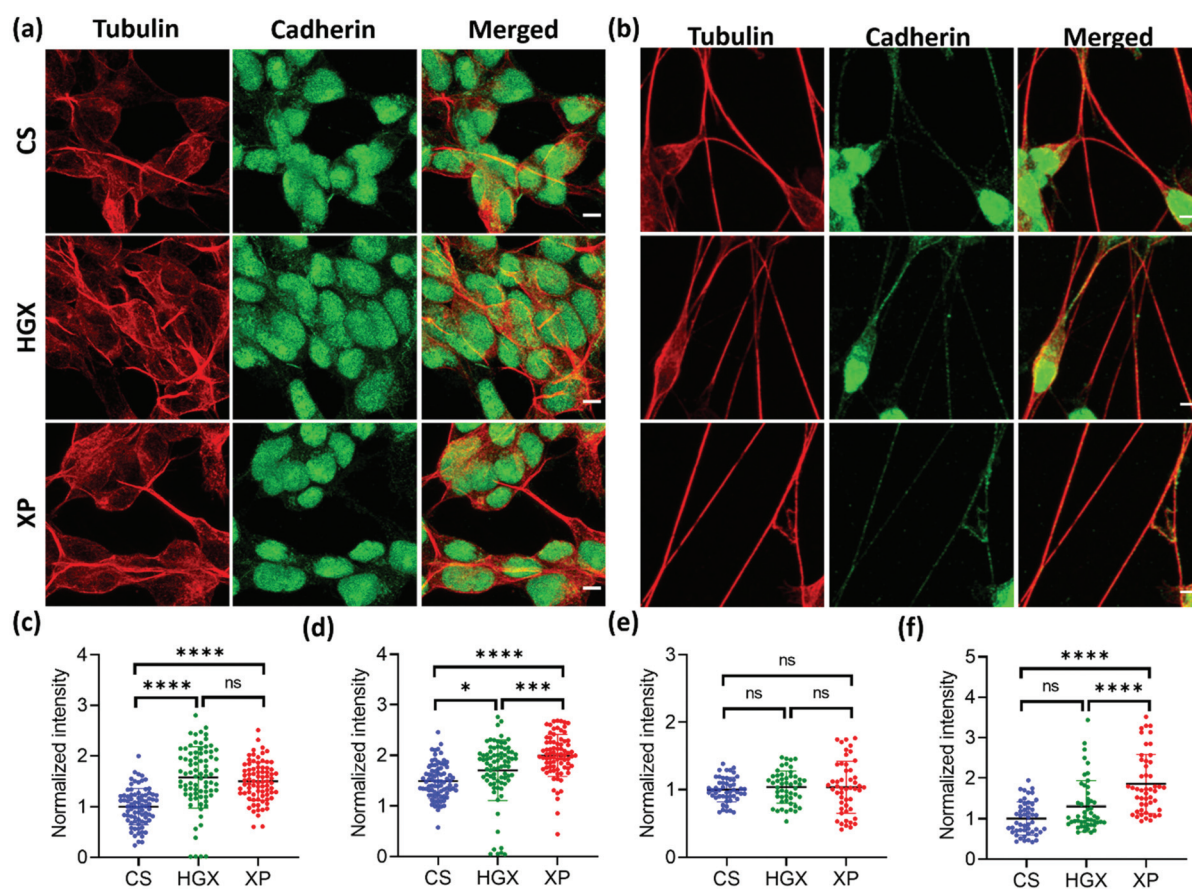 (a) Tubulin Cadherin Merged
(b) Tubulin Cadherin Merged
CS
HGX
XP
(c)
Normalized intensity
4
3
2
1
0
****
****
ns
CS HGX XP
(d)
Normalized intensity
4
3
2
1
0
****
*
***
CS HGX XP
(e)
Normalized intensity
3
2
1
0
ns
ns
ns
CS HGX XP
(f)
Normalized intensity
5
4
3
2
1
0
****
ns
****
CS HGX XP